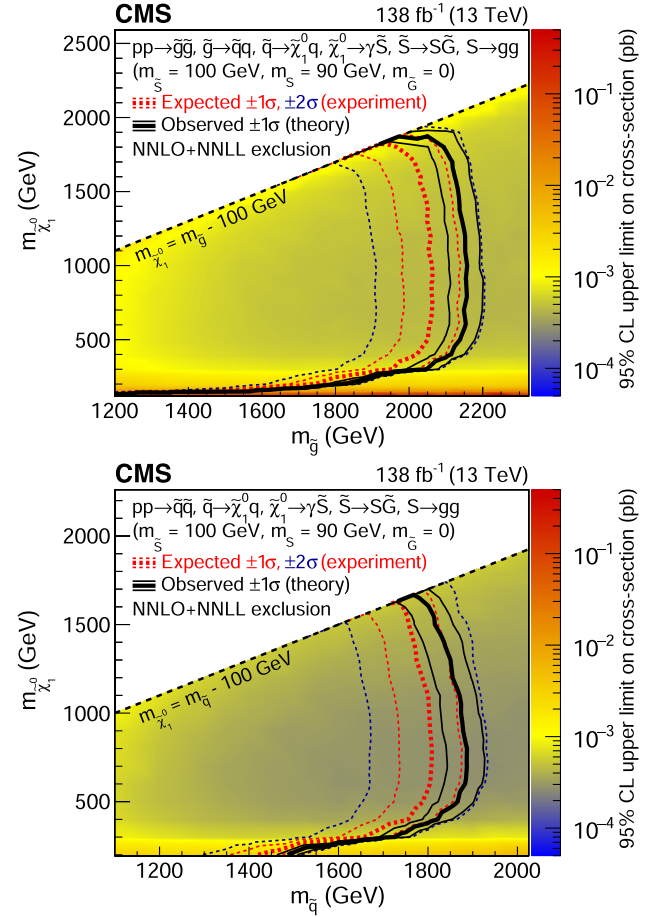 CMS 138 fb⁻¹ (13 TeV)
pp→g̃g̃, g̃→q̃q, q̃→χ̃⁰₁q, χ̃⁰₁→γS̃, S̃→SG̃, S→gg
(m_S̃ = 100 GeV, m_S = 90 GeV, m_G̃ = 0)
Expected ±1σ, ±2σ (experiment)
Observed ±1σ (theory)
NNLO+NNLL exclusion
m_χ̃⁰₁ = m_g̃ - 100 GeV
2500
2000
1500
1000
500
m_χ̃⁰₁ (GeV)
1200 1400 1600 1800 2000 2200
m_g̃ (GeV)
10⁻¹
10⁻²
10⁻³
10⁻⁴
95% CL upper limit on cross-section (pb)
CMS 138 fb⁻¹ (13 TeV)
pp→q̃q̃, q̃→χ̃⁰₁q, χ̃⁰₁→γS̃, S̃→SG̃, S→gg
(m_S̃ = 100 GeV, m_S = 90 GeV, m_G̃ = 0)
Expected ±1σ, ±2σ (experiment)
Observed ±1σ (theory)
NNLO+NNLL exclusion
m_χ̃⁰₁ = m_q̃ - 100 GeV
2000
1500
1000
500
m_χ̃⁰₁ (GeV)
1200 1400 1600 1800 2000
m_q̃ (GeV)
10⁻¹
10⁻²
10⁻³
10⁻⁴
95% CL upper limit on cross-section (pb)